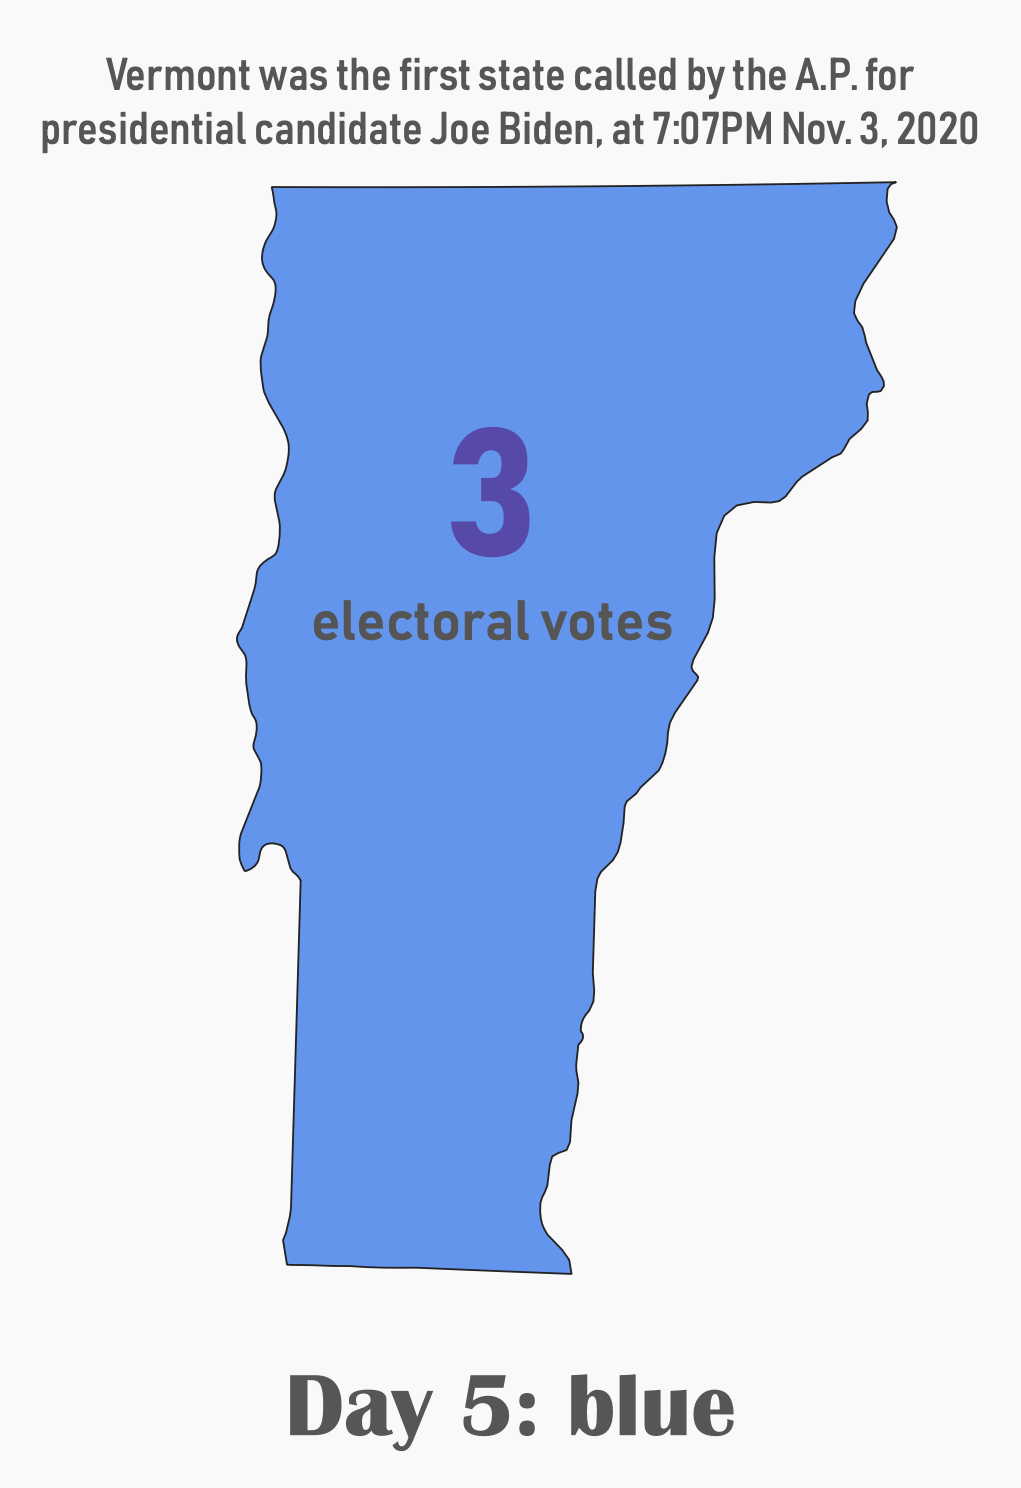 Vermont was the first state called by the A.P. for
presidential candidate Joe Biden, at 7:07PM Nov. 3, 2020
3
electoral votes
Day 5: blue